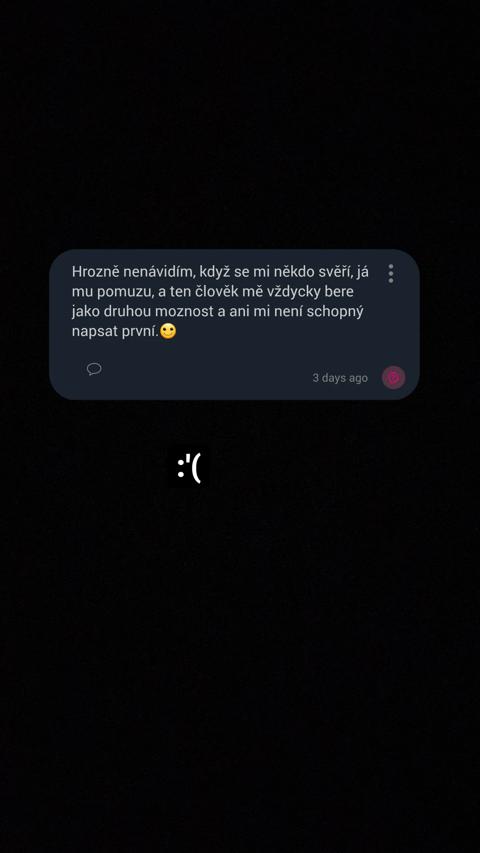 Hrozně nenávidím, když se mi někdo svěří, já
mu pomuzu, a ten člověk mě vždycky bere
jako druhou moznost a ani mi není schopný
napsat první.🙂
3 days ago
:'(